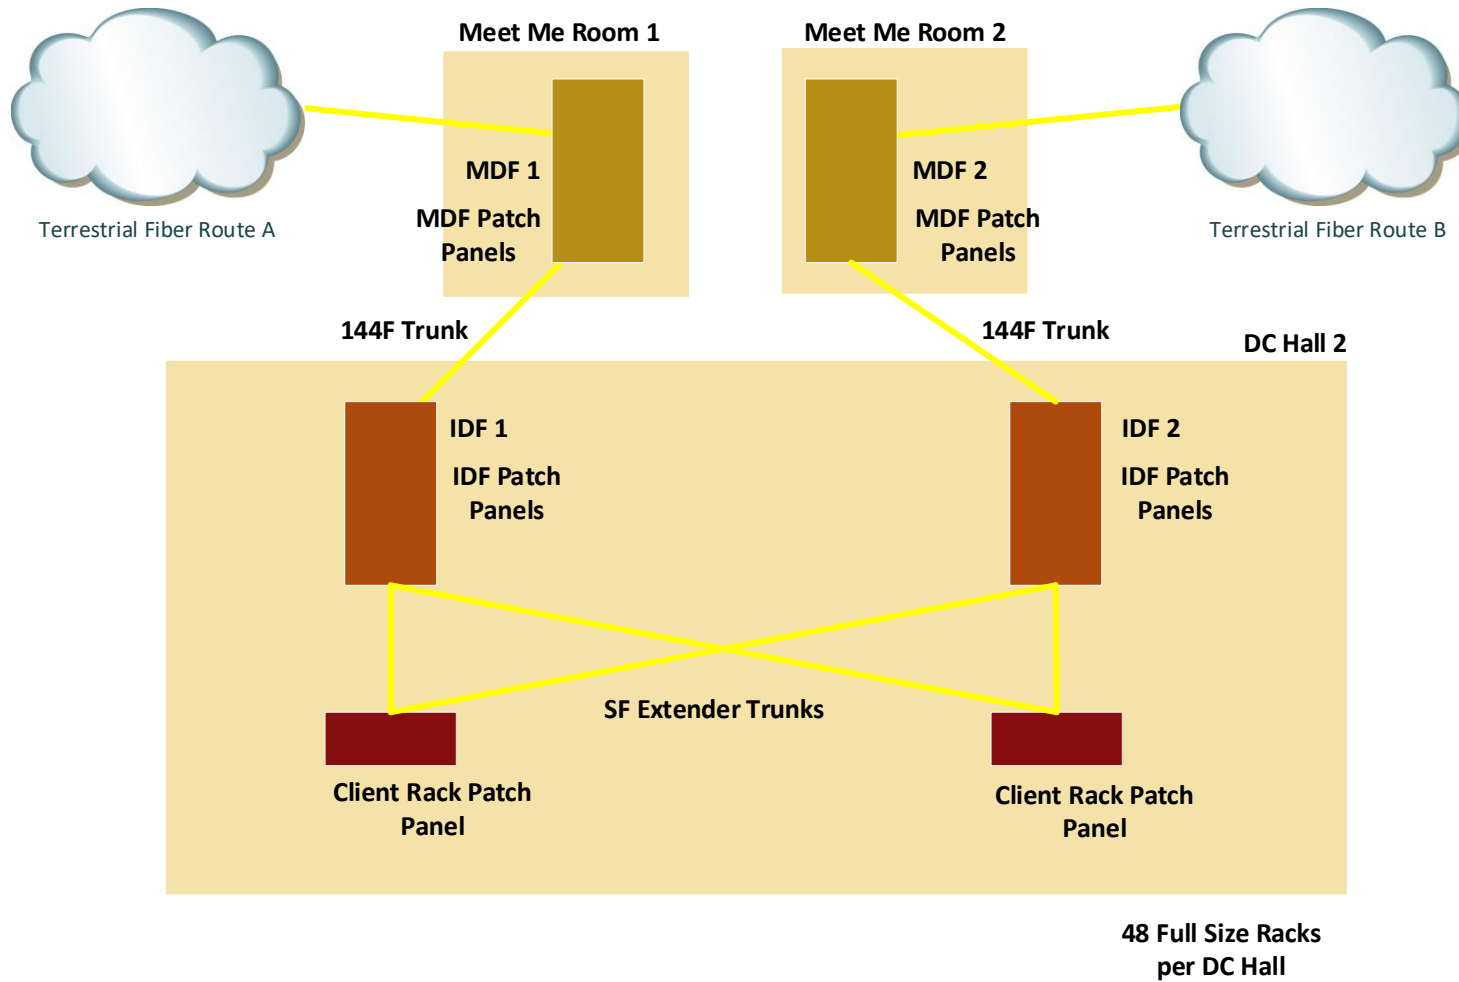 Meet Me Room 1
Meet Me Room 2
MDF 1
MDF Patch
Panels
MDF 2
MDF Patch
Panels
Terrestrial Fiber Route A
Terrestrial Fiber Route B
144F Trunk
144F Trunk
DC Hall 2
IDF 1
IDF Patch
Panels
IDF 2
IDF Patch
Panels
SF Extender Trunks
Client Rack Patch
Panel
Client Rack Patch
Panel
48 Full Size Racks
per DC Hall